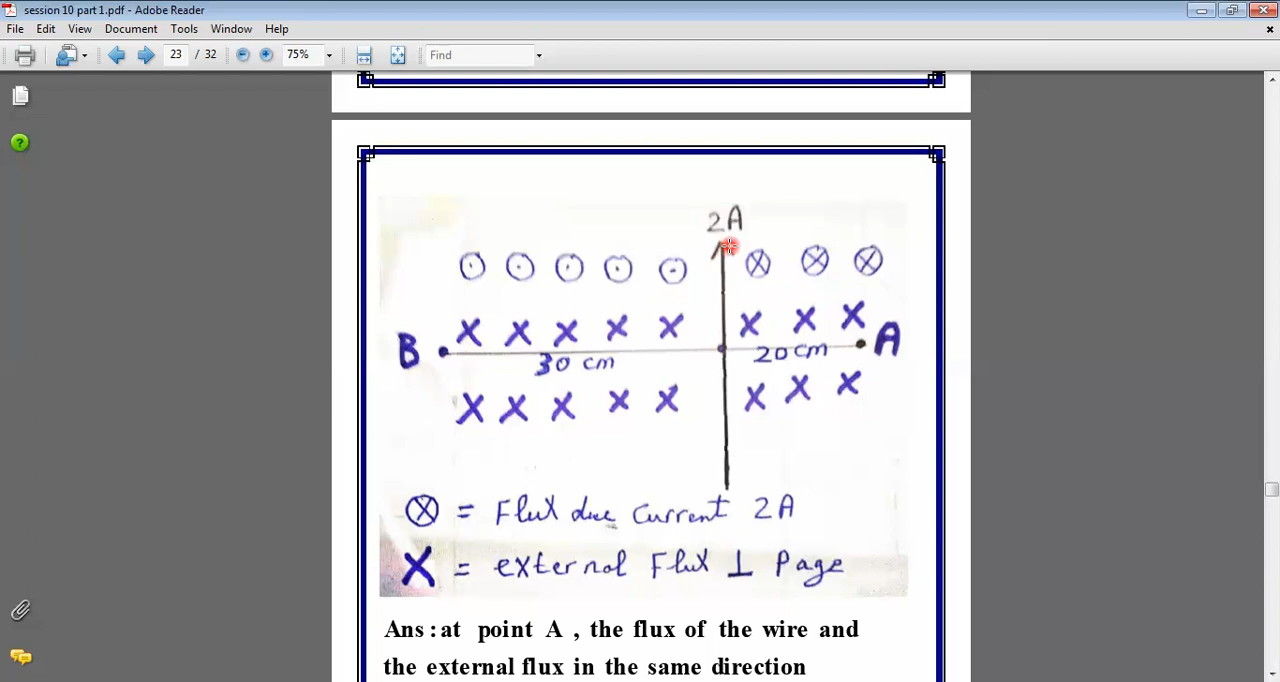 session 10 part 1.pdf - Adobe Reader
File Edit View Document Tools Window Help
23 / 32 75% Find
2A
B 30 cm 20 cm A
= Flux due current 2A
X = external Flux ⊥ Page
Ans : at point A , the flux of the wire and
the external flux in the same direction